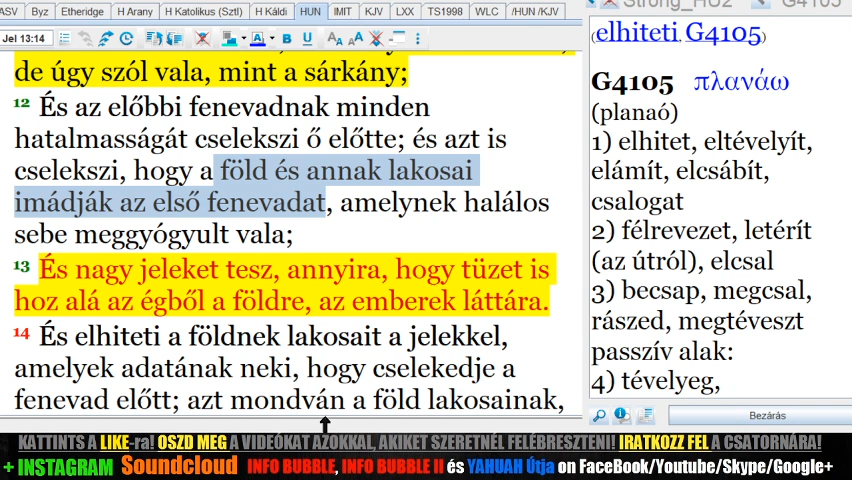 ASV Byz Etheridge H Arany H Katolikus (SztI) H Káldi HUN IMIT KJV LXX TS1998 WLC /HUN /KJV
Strong_HU2 G4105
Jel 13:14
de úgy szól vala, mint a sárkány;
12 És az előbbi fenevadnak minden
hatalmasságát cselekszi ő előtte; és azt is
cselekszi, hogy a föld és annak lakosai
imádják az első fenevadat, amelynek halálos
sebe meggyógyult vala;
13 És nagy jeleket tesz, annyira, hogy tüzet is
hoz alá az égből a földre, az emberek láttára.
14 És elhiteti a földnek lakosait a jelekkel,
amelyek adatának neki, hogy cselekedje a
fenevad előtt; azt mondván a föld lakosainak,
(elhiteti, G4105)
G4105 πλανάω
(planaó)
1) elhitet, eltévelyít,
elámít, elcsábít,
csalogat
2) félrevezet, letérít
(az útról), elcsal
3) becsap, megcsal,
rászed, megtéveszt
passzív alak:
4) tévelyeg,
Bezárás
KATTINTS A LIKE-ra! OSZD MEG A VIDEÓKAT AZOKKAL, AKIKET SZERETNÉL FELÉBRESZTENI! IRATKOZZ FEL A CSATORNÁRA!
+ INSTAGRAM Soundcloud INFO BUBBLE, INFO BUBBLE II és YAHUAH Útja on FaceBook/Youtube/Skype/Google+